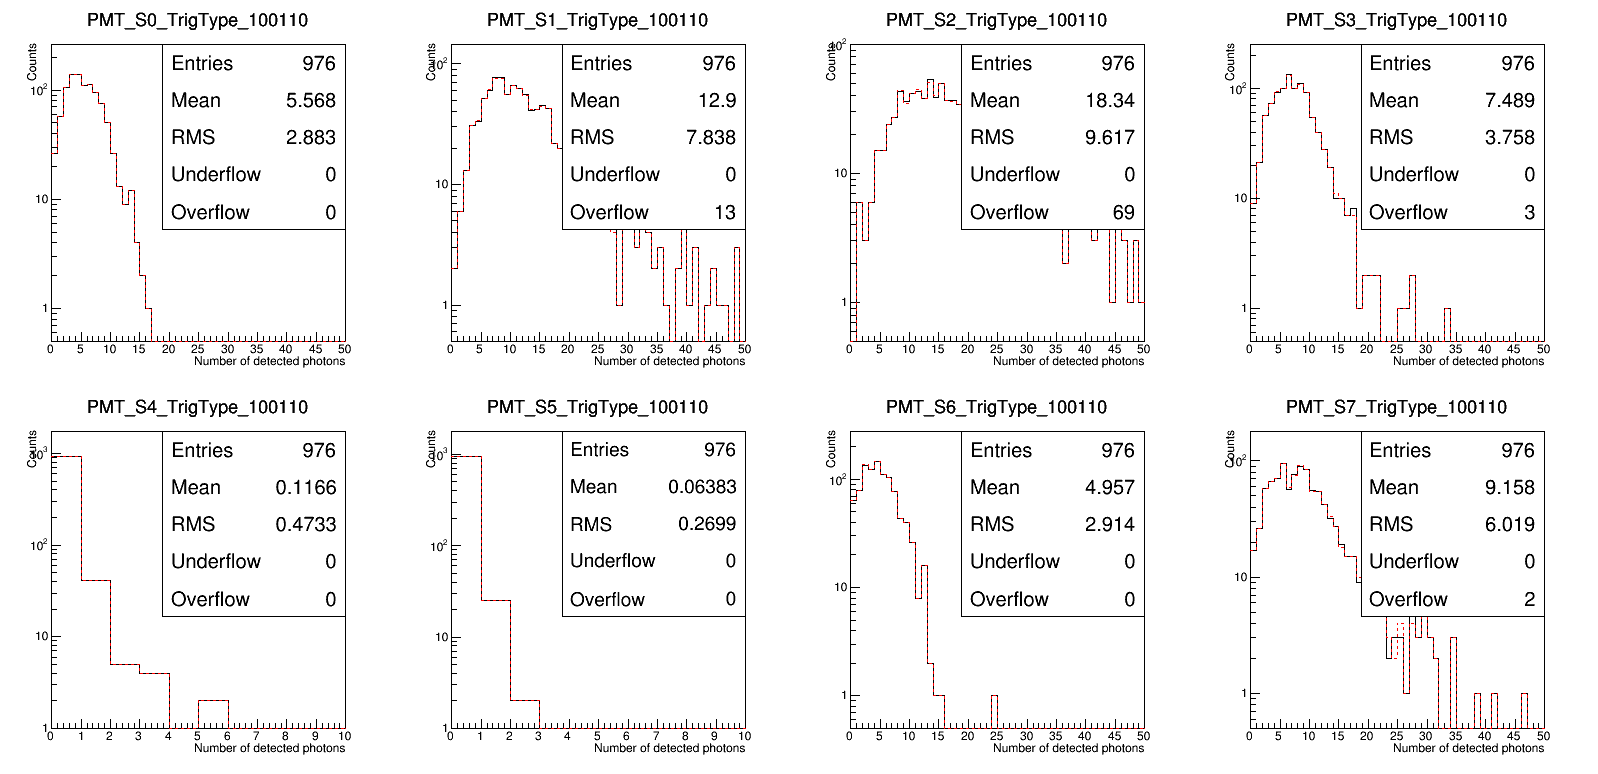 PMT_S0_TrigType_100110
Counts
10²
10
1
Entries 976
Mean 5.568
RMS 2.883
Underflow 0
Overflow 0
0 5 10 15 20 25 30 35 40 45 50
Number of detected photons
PMT_S1_TrigType_100110
Counts
10²
10
1
Entries 976
Mean 12.9
RMS 7.838
Underflow 0
Overflow 13
0 5 10 15 20 25 30 35 40 45 50
Number of detected photons
PMT_S2_TrigType_100110
Counts
10²
10
1
Entries 976
Mean 18.34
RMS 9.617
Underflow 0
Overflow 69
0 5 10 15 20 25 30 35 40 45 50
Number of detected photons
PMT_S3_TrigType_100110
Counts
10²
10
1
Entries 976
Mean 7.489
RMS 3.758
Underflow 0
Overflow 3
0 5 10 15 20 25 30 35 40 45 50
Number of detected photons
PMT_S4_TrigType_100110
Counts
10³
10²
10
1
Entries 976
Mean 0.1166
RMS 0.4733
Underflow 0
Overflow 0
0 1 2 3 4 5 6 7 8 9 10
Number of detected photons
PMT_S5_TrigType_100110
Counts
10³
10²
10
1
Entries 976
Mean 0.06383
RMS 0.2699
Underflow 0
Overflow 0
0 1 2 3 4 5 6 7 8 9 10
Number of detected photons
PMT_S6_TrigType_100110
Counts
10²
10
1
Entries 976
Mean 4.957
RMS 2.914
Underflow 0
Overflow 0
0 5 10 15 20 25 30 35 40 45 50
Number of detected photons
PMT_S7_TrigType_100110
Counts
10²
10
1
Entries 976
Mean 9.158
RMS 6.019
Underflow 0
Overflow 2
0 5 10 15 20 25 30 35 40 45 50
Number of detected photons